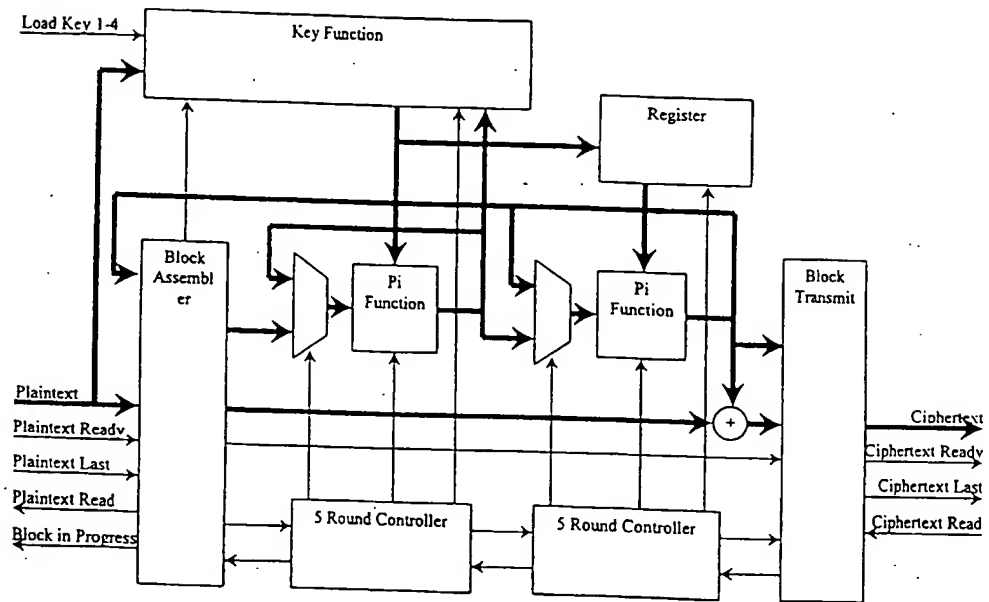 Load Key 1-4
Key Function
Register
Block
Assembl
er
Pi
Function
Pi
Function
Block
Transmit
Plaintext
Plaintext Ready
Plaintext Last
Plaintext Read
Block in Progress
5 Round Controller
5 Round Controller
+
Ciphertext
Ciphertext Ready
Ciphertext Last
Ciphertext Read